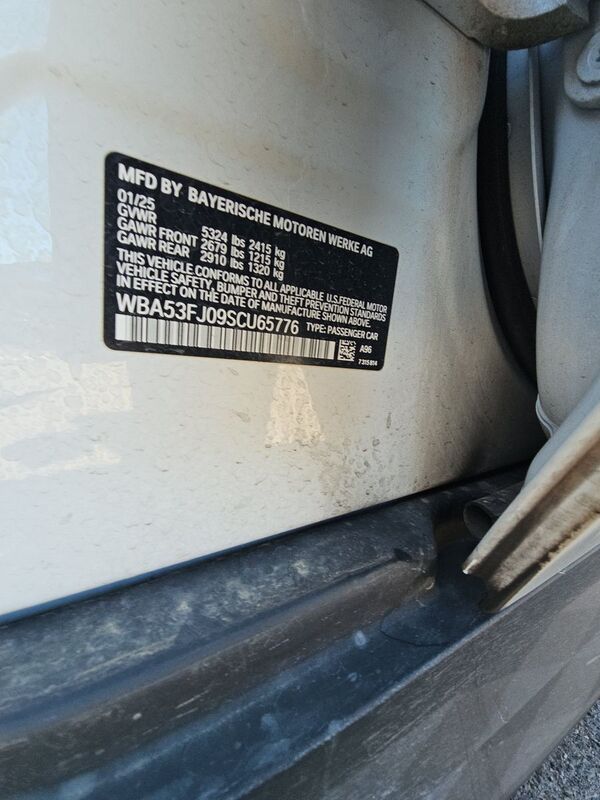 MFD BY BAYERISCHE MOTOREN WERKE AG
01/25
GVWR 5324 lbs 2415 kg
GAWR FRONT 2679 lbs 1215 kg
GAWR REAR 2910 lbs 1320 kg
THIS VEHICLE CONFORMS TO ALL APPLICABLE U.S.FEDERAL MOTOR
VEHICLE SAFETY, BUMPER AND THEFT PREVENTION STANDARDS
IN EFFECT ON THE DATE OF MANUFACTURE SHOWN ABOVE.
WBA53FJ09SCU65776 TYPE: PASSENGER CAR
A96
7315814